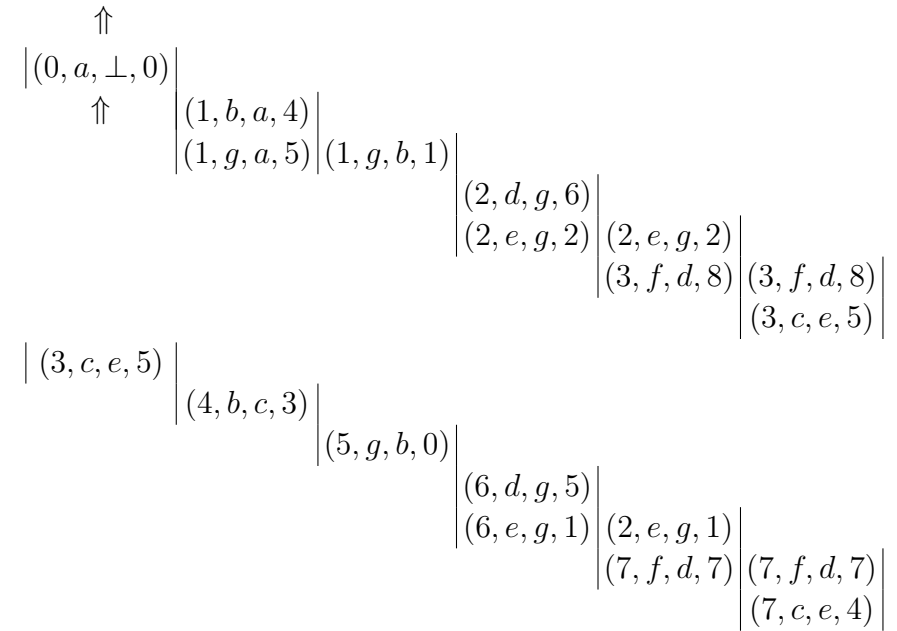 ⇑
|(0, a, ⊥, 0)|
⇑ |(1, b, a, 4)|
|(1, g, a, 5)|(1, g, b, 1)|
|(2, d, g, 6)|
|(2, e, g, 2)|(2, e, g, 2)|
|(3, f, d, 8)|(3, f, d, 8)|
|(3, c, e, 5)|
|(3, c, e, 5)|
|(4, b, c, 3)|
|(5, g, b, 0)|
|(6, d, g, 5)|
|(6, e, g, 1)|(2, e, g, 1)|
|(7, f, d, 7)|(7, f, d, 7)|
|(7, c, e, 4)|